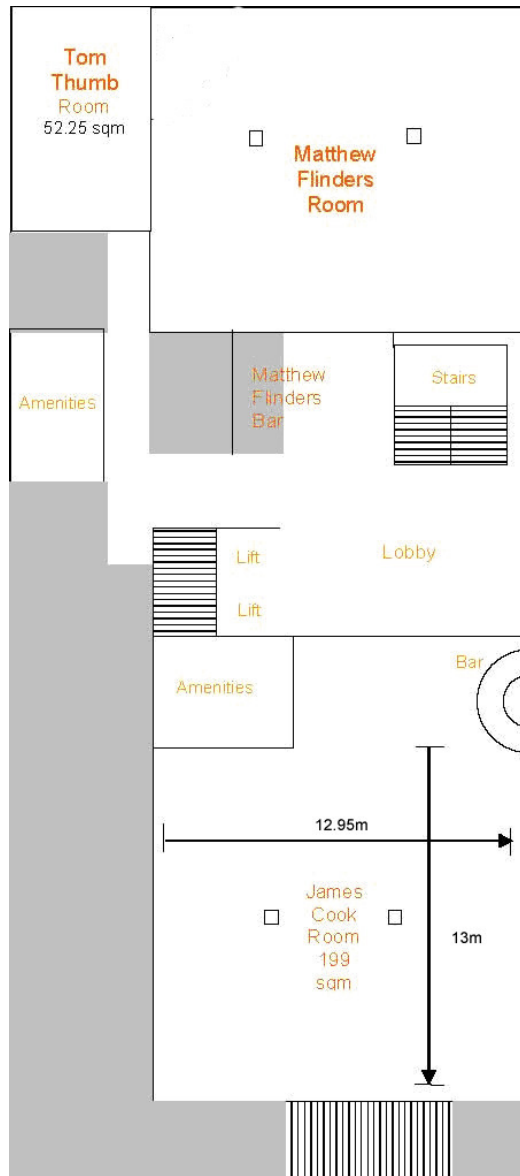 Tom
Thumb
Room
52.25 sqm
Matthew
Flinders
Room
Matthew
Flinders
Bar
Stairs
Amenities
Lift
Lobby
Lift
Bar
Amenities
12.95m
James
Cook
Room
199
sqm
13m